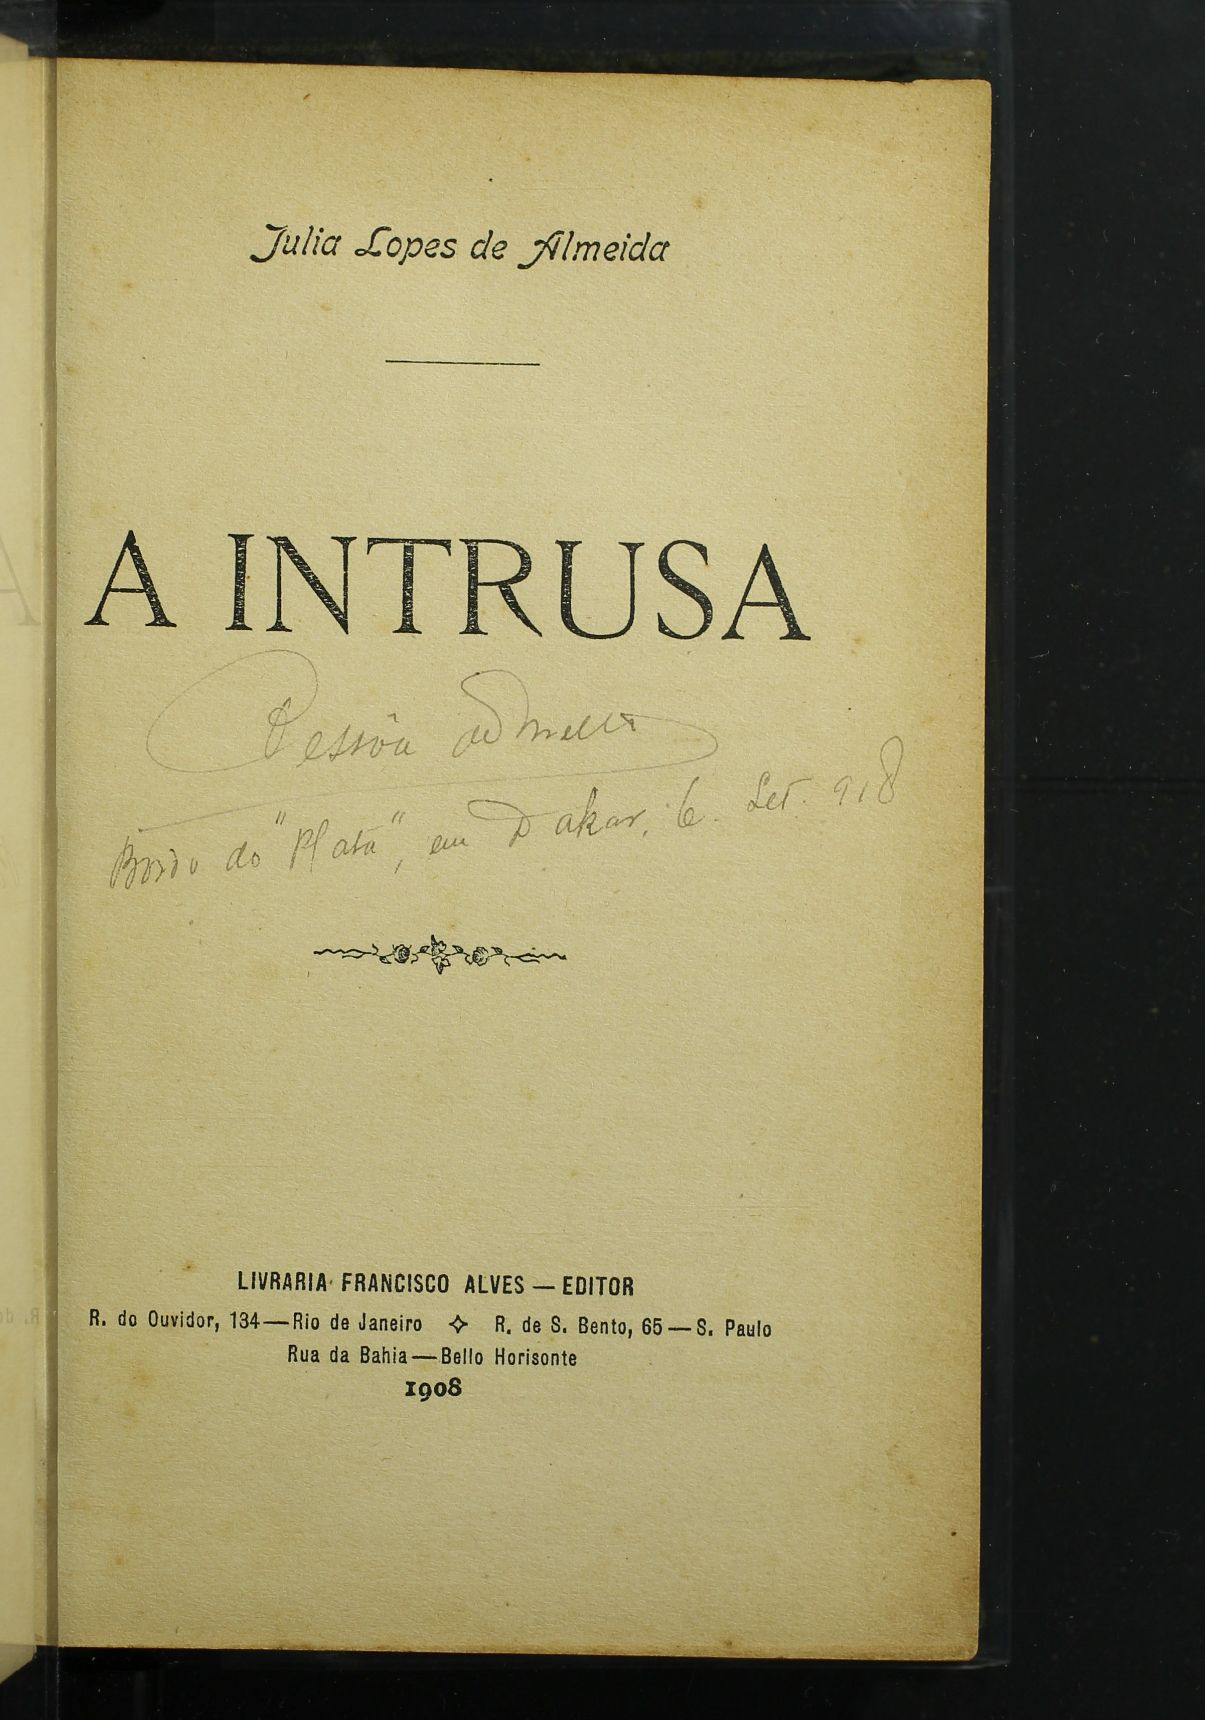 Julia Lopes de Almeida
A INTRUSA
Pessôa de Mello
Bordo do "Plata", em Dakar, 6. Set. 918
LIVRARIA FRANCISCO ALVES — EDITOR
R. do Ouvidor, 134 — Rio de Janeiro ✧ R. de S. Bento, 65 — S. Paulo
Rua da Bahia — Bello Horisonte
1908